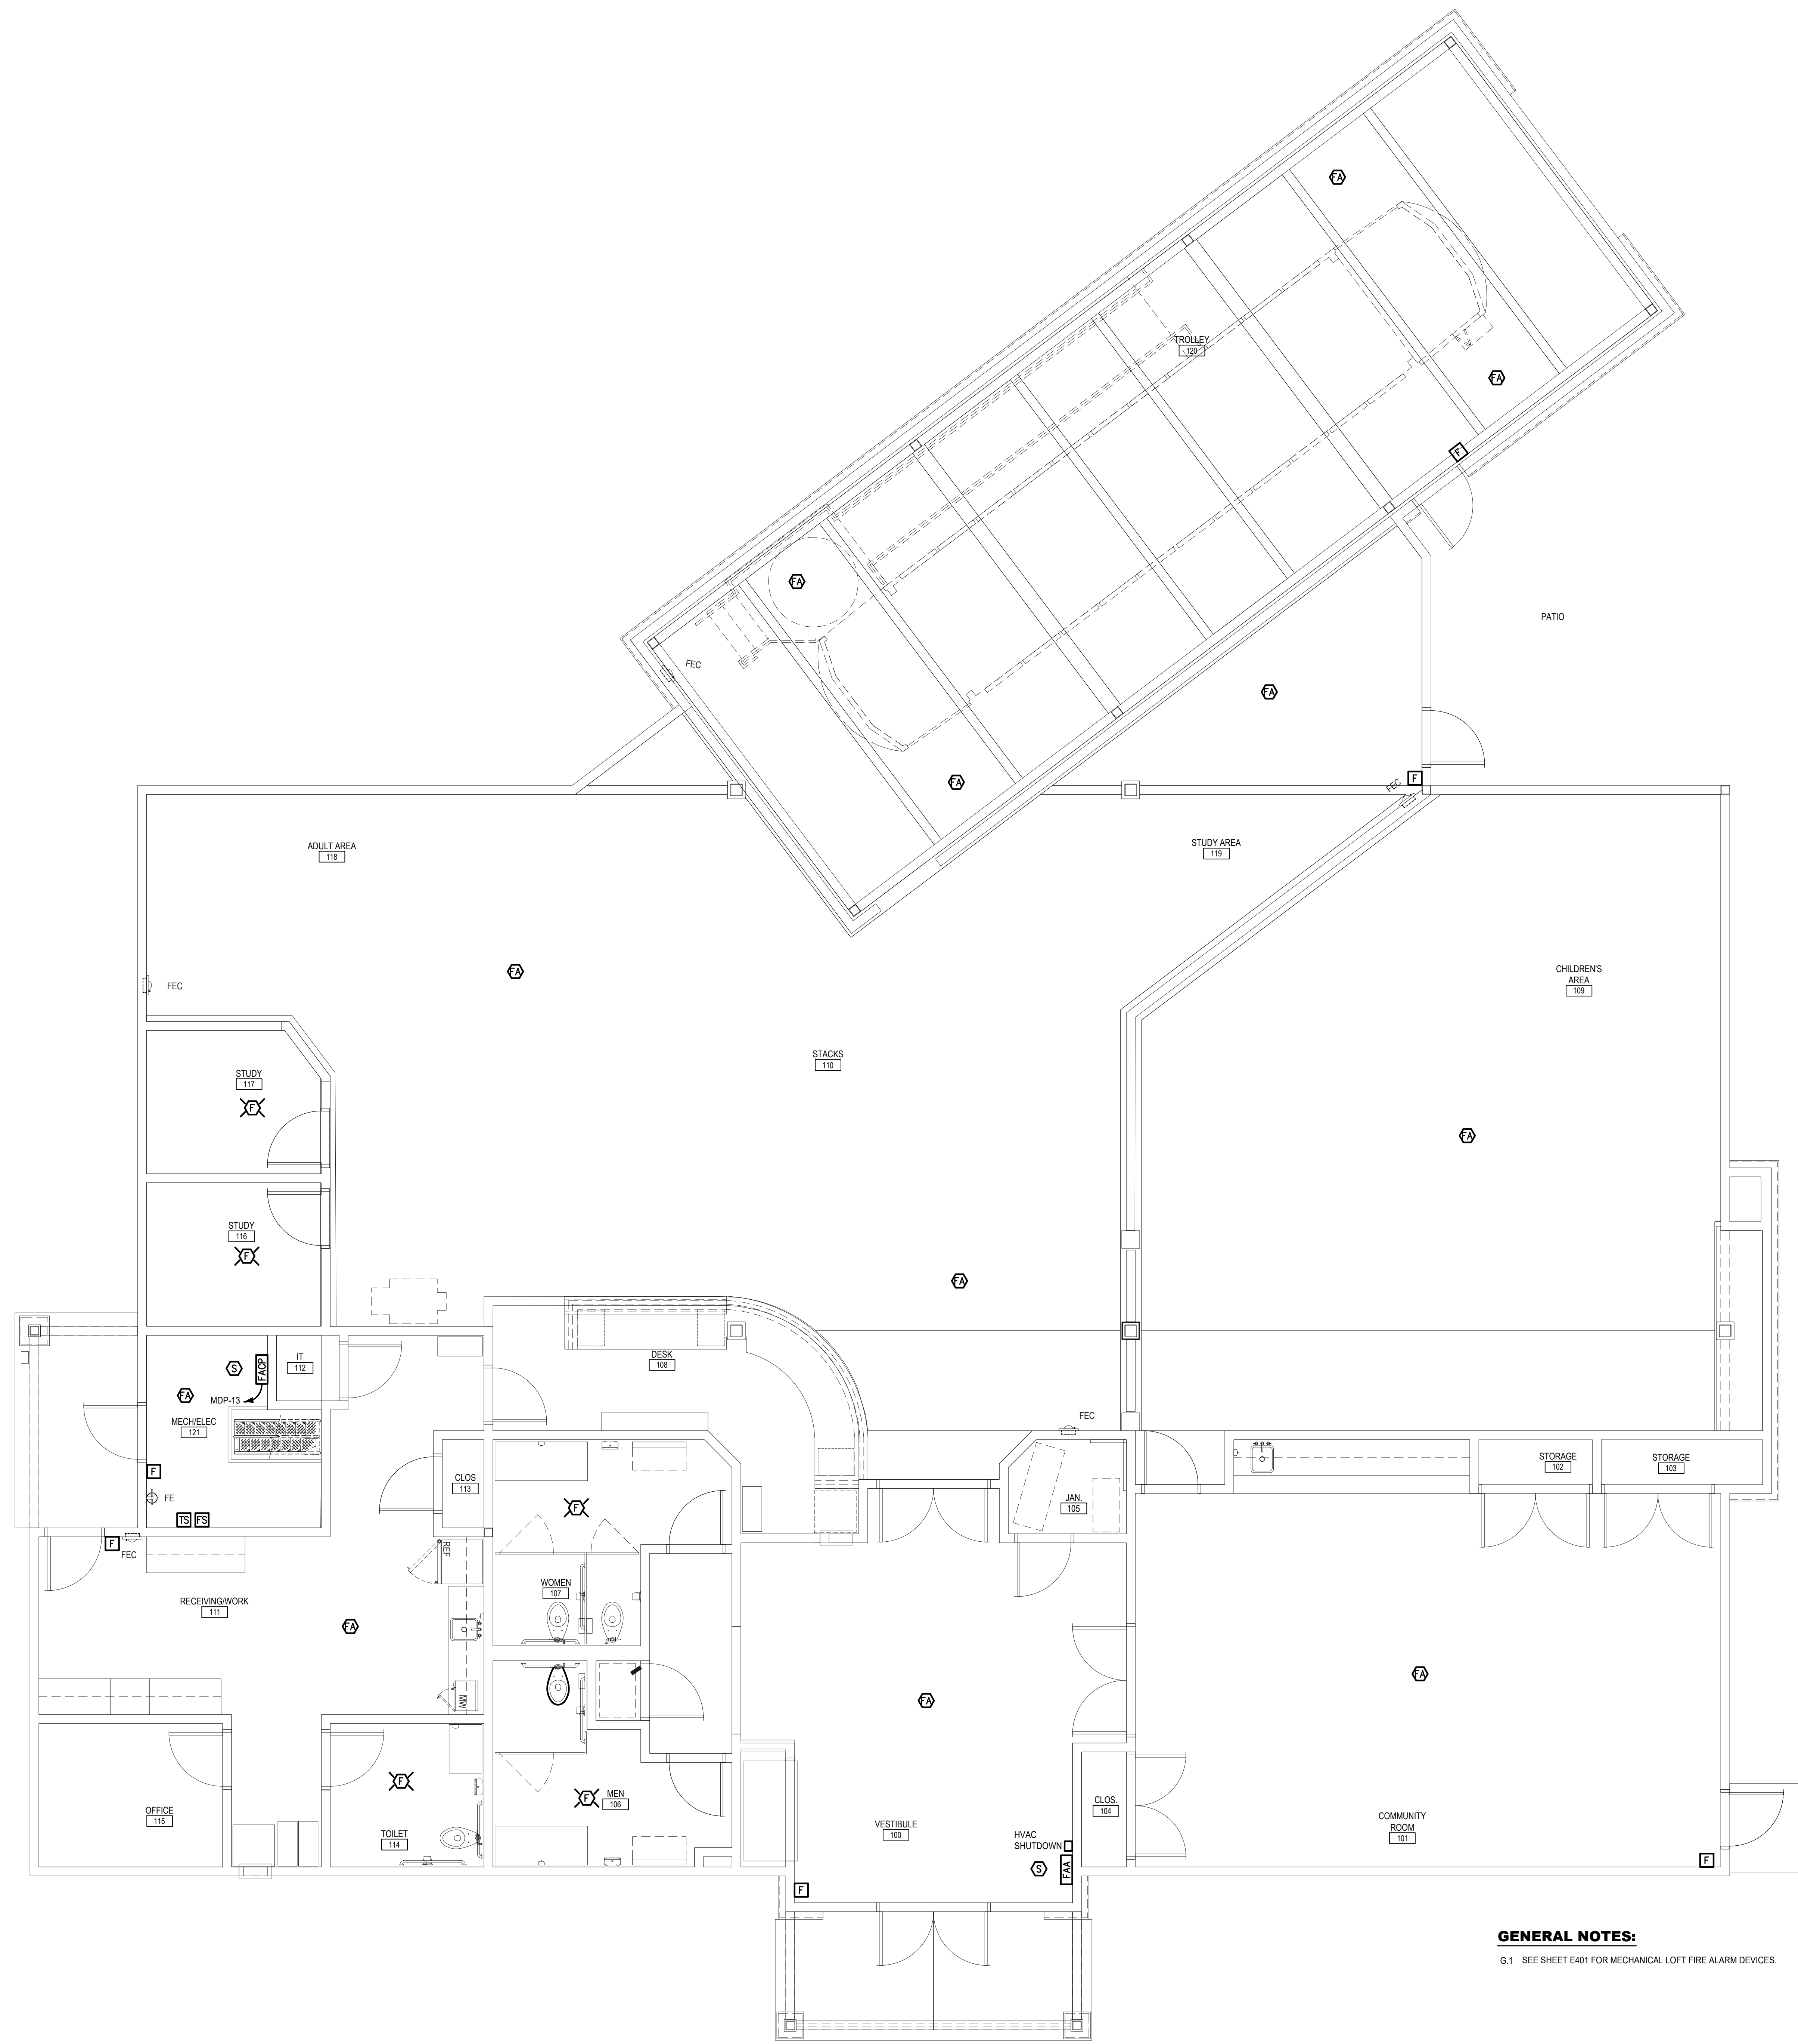 FA
TROLLEY
120
FA
F
FA
PATIO
FEC
FA
FA
F
FEC
ADULT AREA
118
STUDY AREA
119
FA
FEC
CHILDREN'S
AREA
109
STACKS
110
STUDY
117
F
FA
STUDY
116
F
FA
IT
112
S
FACP
DESK
108
FA
MDP-13
MECH/ELEC
121
FEC
F
FE
TS
FS
CLOS
113
F
JAN.
105
STORAGE
102
STORAGE
103
F
FEC
REF
WOMEN
107
RECEIVING/WORK
111
FA
MW
FA
FA
F
F
MEN
106
OFFICE
115
TOILET
114
VESTIBULE
100
HVAC
SHUTDOWN
CLOS.
104
COMMUNITY
ROOM
101
S
FAA
F
F
GENERAL NOTES:
G.1 SEE SHEET E401 FOR MECHANICAL LOFT FIRE ALARM DEVICES.